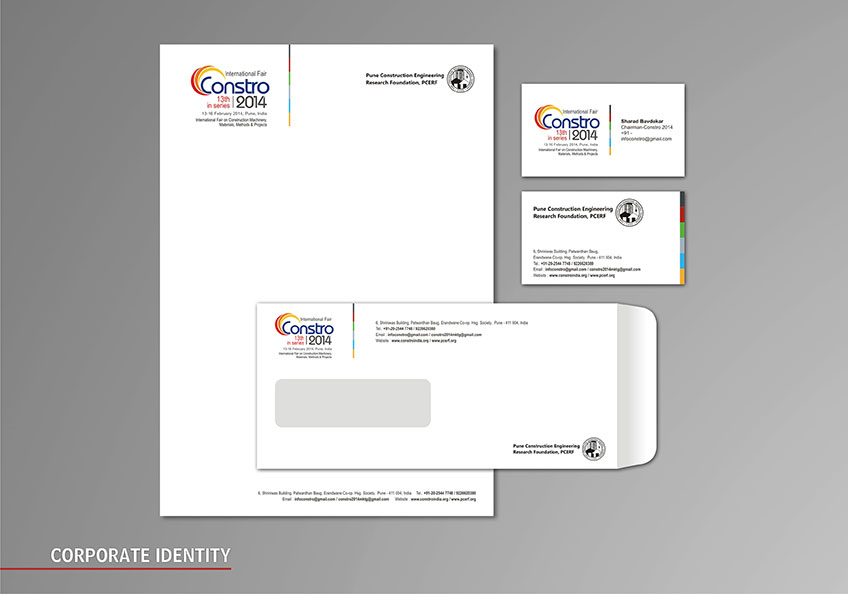 International Fair
Constro
13th
in series
2014
13-16 February 2014, Pune, India
International Fair on Construction Machinery,
Materials, Methods & Projects
Pune Construction Engineering
Research Foundation, PCERF
International Fair
Constro
13th
in series
2014
13-16 February 2014, Pune, India
International Fair on Construction Machinery,
Materials, Methods & Projects
Sharad Bavdekar
Chairman-Constro 2014
+91 -
infoconstro@gmail.com
Pune Construction Engineering
Research Foundation, PCERF
6, Shriniwas Building, Patwardhan Baug,
Erandwane Co-op. Hsg. Society, Pune - 411 004, India
Tel : +91-20-2544 7748 / 9226620389
Email : infoconstro@gmail.com / constro2014mktg@gmail.com
Website : www.constroindia.org / www.pcerf.org
International Fair
Constro
13th
in series
2014
13-16 February 2014, Pune, India
International Fair on Construction Machinery,
Materials, Methods & Projects
6, Shriniwas Building, Patwardhan Baug, Erandwane Co-op. Hsg. Society, Pune - 411 004, India
Tel.: +91-20-2544 7748 / 9226620389
Email : infoconstro@gmail.com / constro2014mktg@gmail.com
Website : www.constroindia.org / www.pcerf.org
Pune Construction Engineering
Research Foundation, PCERF
6, Shriniwas Building, Patwardhan Baug, Erandwane Co-op. Hsg. Society, Pune - 411 004, India Tel.: +91-20-2544 7748 / 9226620389
Email : infoconstro@gmail.com / constro2014mktg@gmail.com Website : www.constroindia.org / www.pcerf.org
CORPORATE IDENTITY